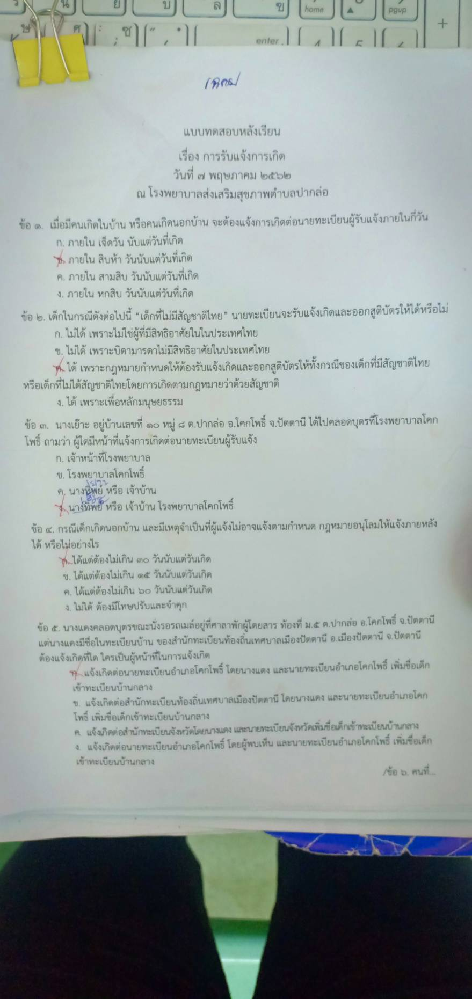 home
pgup
+
enter
เฉลย
แบบทดสอบหลังเรียน
เรื่อง การรับแจ้งการเกิด
วันที่ ๗ พฤษภาคม ๒๕๖๒
ณ โรงพยาบาลส่งเสริมสุขภาพตำบลปากล่อ
ข้อ ๑. เมื่อมีคนเกิดในบ้าน หรือคนเกิดนอกบ้าน จะต้องแจ้งการเกิดต่อนายทะเบียนผู้รับแจ้งภายในกี่วัน
ก. ภายใน เจ็ดวัน นับแต่วันที่เกิด
ข. ภายใน สิบห้า วันนับแต่วันที่เกิด
ค. ภายใน สามสิบ วันนับแต่วันที่เกิด
ง. ภายใน หกสิบ วันนับแต่วันที่เกิด
ข้อ ๒. เด็กในกรณีดังต่อไปนี้ “เด็กที่ไม่มีสัญชาติไทย” นายทะเบียนจะรับแจ้งเกิดและออกสูติบัตรให้ได้หรือไม่
ก. ไม่ได้ เพราะไม่ใช่ผู้ที่มีสิทธิอาศัยในในประเทศไทย
ข. ไม่ได้ เพราะบิดามารดาไม่มีสิทธิอาศัยในประเทศไทย
ค. ได้ เพราะกฎหมายกำหนดให้ต้องรับแจ้งเกิดและออกสูติบัตรให้ทั้งกรณีของเด็กที่มีสัญชาติไทย
หรือเด็กที่ไม่ได้สัญชาติไทยโดยการเกิดตามกฎหมายว่าด้วยสัญชาติ
ง. ได้ เพราะเพื่อหลักมนุษยธรรม
ข้อ ๓. นางเย๊าะ อยู่บ้านเลขที่ ๑๐ หมู่ ๘ ต.ปากล่อ อ.โคกโพธิ์ จ.ปัตตานี ได้ไปคลอดบุตรที่โรงพยาบาลโคก
โพธิ์ ถามว่า ผู้ใดมีหน้าที่แจ้งการเกิดต่อนายทะเบียนผู้รับแจ้ง
ก. เจ้าหน้าที่โรงพยาบาล
ข. โรงพยาบาลโคกโพธิ์
ค. นางทิพย์ หรือ เจ้าบ้าน
ง. นางทิพย์ หรือ เจ้าบ้าน โรงพยาบาลโคกโพธิ์
ข้อ ๔. กรณีเด็กเกิดนอกบ้าน และมีเหตุจำเป็นที่ผู้แจ้งไม่อาจแจ้งตามกำหนด กฎหมายอนุโลมให้แจ้งภายหลัง
ได้ หรือไม่อย่างไร
ก. ได้แต่ต้องไม่เกิน ๓๐ วันนับแต่วันเกิด
ข. ได้แต่ต้องไม่เกิน ๑๕ วันนับแต่วันเกิด
ค. ได้แต่ต้องไม่เกิน ๖๐ วันนับแต่วันเกิด
ง. ไม่ได้ ต้องมีโทษปรับและจำคุก
ข้อ ๕. นางแดงคลอดบุตรขณะนั่งรอรถเมล์อยู่ที่ศาลาพักผู้โดยสาร ท้องที่ ม.๕ ต.ปากล่อ อ.โคกโพธิ์ จ.ปัตตานี
แต่นางแดงมีชื่อในทะเบียนบ้าน ของสำนักทะเบียนท้องถิ่นเทศบาลเมืองปัตตานี อ.เมืองปัตตานี จ.ปัตตานี
ต้องแจ้งเกิดที่ใด ใครเป็นผู้หน้าที่ในการแจ้งเกิด
ก. แจ้งเกิดต่อนายทะเบียนอำเภอโคกโพธิ์ โดยนางแดง และนายทะเบียนอำเภอโคกโพธิ์ เพิ่มชื่อเด็ก
เข้าทะเบียนบ้านกลาง
ข. แจ้งเกิดต่อสำนักทะเบียนท้องถิ่นเทศบาลเมืองปัตตานี โดยนางแดง และนายทะเบียนอำเภอโคก
โพธิ์ เพิ่มชื่อเด็กเข้าทะเบียนบ้านกลาง
ค. แจ้งเกิดต่อสำนักทะเบียนจังหวัดโดยนางแดง และนายทะเบียนจังหวัดเพิ่มชื่อเด็กเข้าทะเบียนบ้านกลาง
ง. แจ้งเกิดต่อนายทะเบียนอำเภอโคกโพธิ์ โดยผู้พบเห็น และนายทะเบียนอำเภอโคกโพธิ์ เพิ่มชื่อเด็ก
เข้าทะเบียนบ้านกลาง
/ข้อ ๖. คนที่...